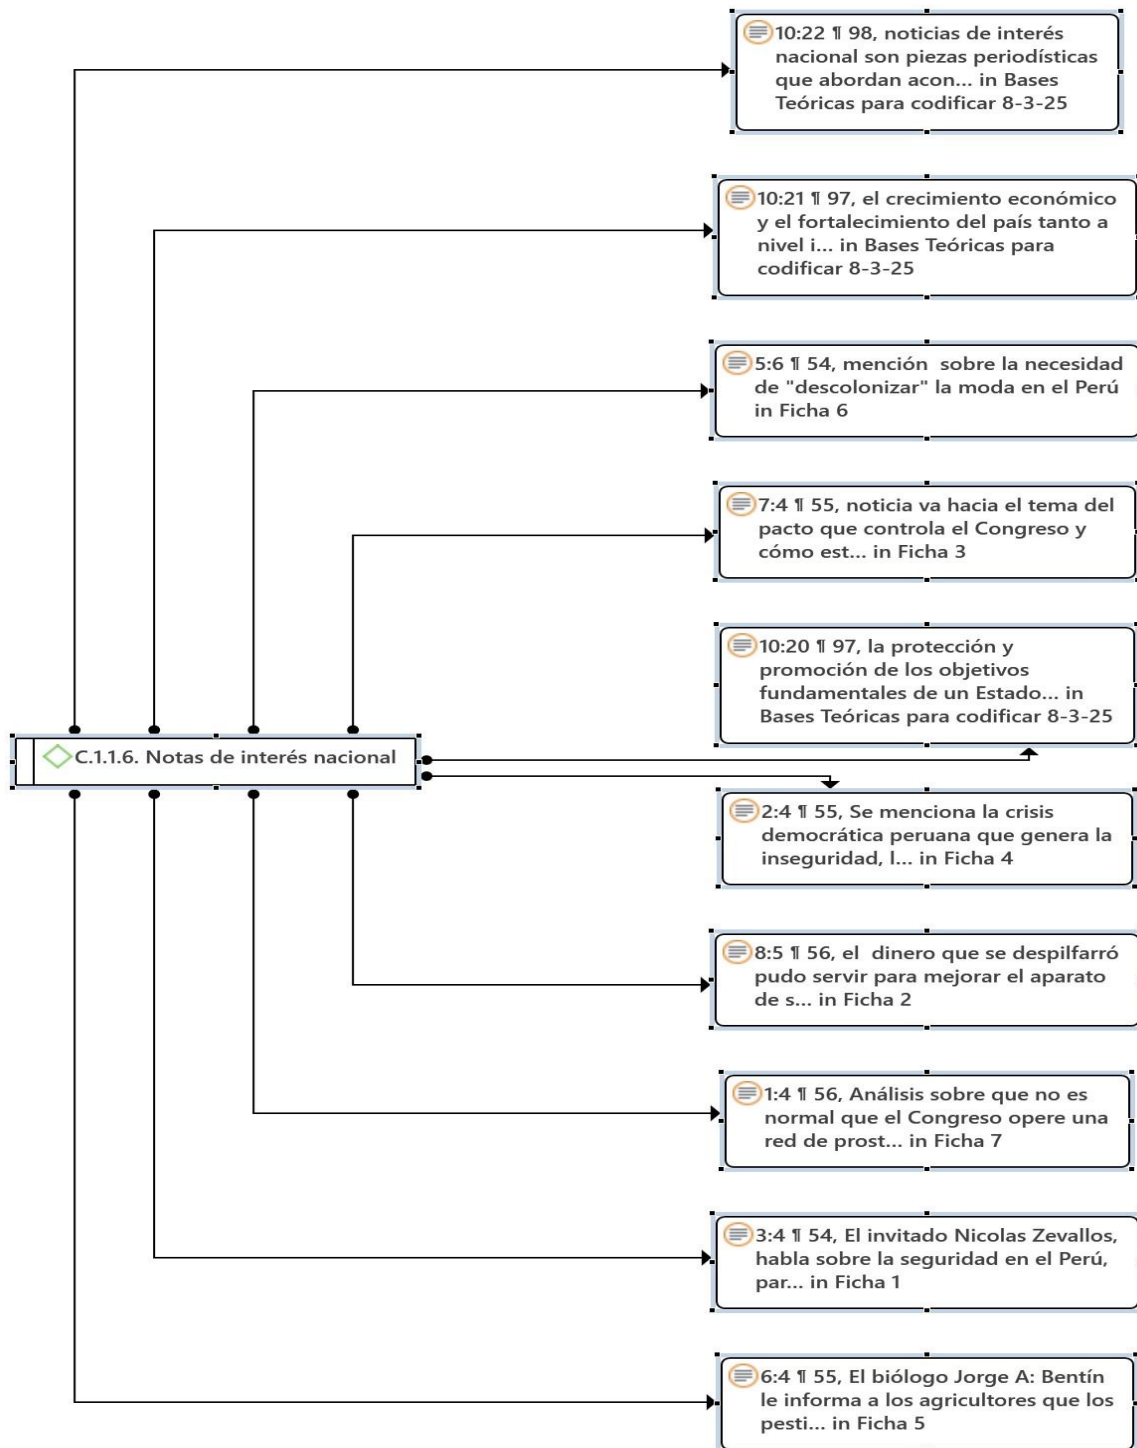 10:22 ¶ 98, noticias de interés
nacional son piezas periodísticas
que abordan acon... in Bases
Teóricas para codificar 8-3-25
10:21 ¶ 97, el crecimiento económico
y el fortalecimiento del país tanto a
nivel i... in Bases Teóricas para
codificar 8-3-25
5:6 ¶ 54, mención  sobre la necesidad
de "descolonizar" la moda en el Perú
in Ficha 6
7:4 ¶ 55, noticia va hacia el tema del
pacto que controla el Congreso y
cómo est... in Ficha 3
10:20 ¶ 97, la protección y
promoción de los objetivos
fundamentales de un Estado... in
Bases Teóricas para codificar 8-3-25
C.1.1.6. Notas de interés nacional
2:4 ¶ 55, Se menciona la crisis
democrática peruana que genera la
inseguridad, l... in Ficha 4
8:5 ¶ 56, el  dinero que se despilfarró
pudo servir para mejorar el aparato
de s... in Ficha 2
1:4 ¶ 56, Análisis sobre que no es
normal que el Congreso opere una
red de prost... in Ficha 7
3:4 ¶ 54, El invitado Nicolas Zevallos,
habla sobre la seguridad en el Perú,
par... in Ficha 1
6:4 ¶ 55, El biólogo Jorge A: Bentín
le informa a los agricultores que los
pesti... in Ficha 5